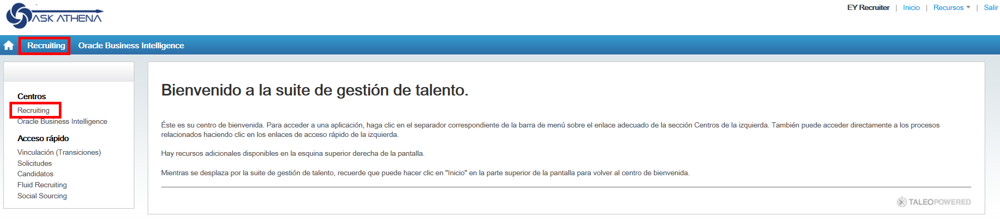 ASK ATHENA
EY Recruiter | Inicio | Recursos | Salir
Recruiting Oracle Business Intelligence
Centros
Recruiting
Oracle Business Intelligence
Acceso rápido
Vinculación (Transiciones)
Solicitudes
Candidatos
Fluid Recruiting
Social Sourcing
Bienvenido a la suite de gestión de talento.
Éste es su centro de bienvenida. Para acceder a una aplicación, haga clic en el separador correspondiente de la barra de menú sobre el enlace adecuado de la sección Centros de la izquierda. También puede acceder directamente a los procesos
relacionados haciendo clic en los enlaces de acceso rápido de la izquierda.
Hay recursos adicionales disponibles en la esquina superior derecha de la pantalla.
Mientras se desplaza por la suite de gestión de talento, recuerde que puede hacer clic en "Inicio" en la parte superior de la pantalla para volver al centro de bienvenida.
TALEOPOWERED